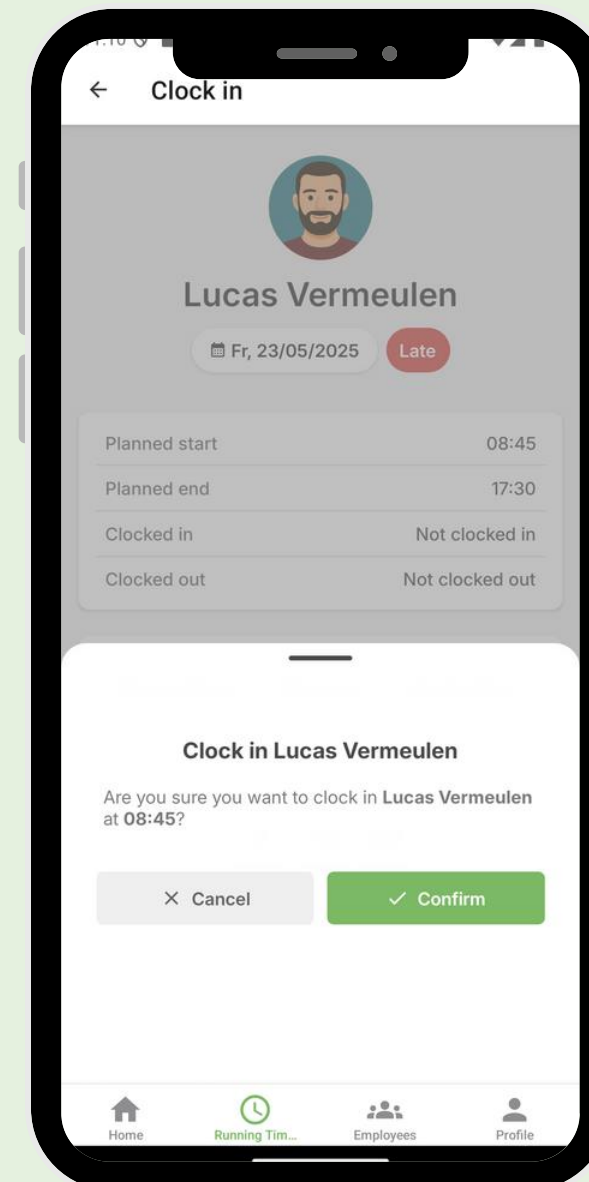 Clock in
Lucas Vermeulen
Fr, 23/05/2025 Late
Planned start 08:45
Planned end 17:30
Clocked in Not clocked in
Clocked out Not clocked out
Clock in Lucas Vermeulen
Are you sure you want to clock in Lucas Vermeulen
at 08:45?
Cancel Confirm
Home Running Tim... Employees Profile